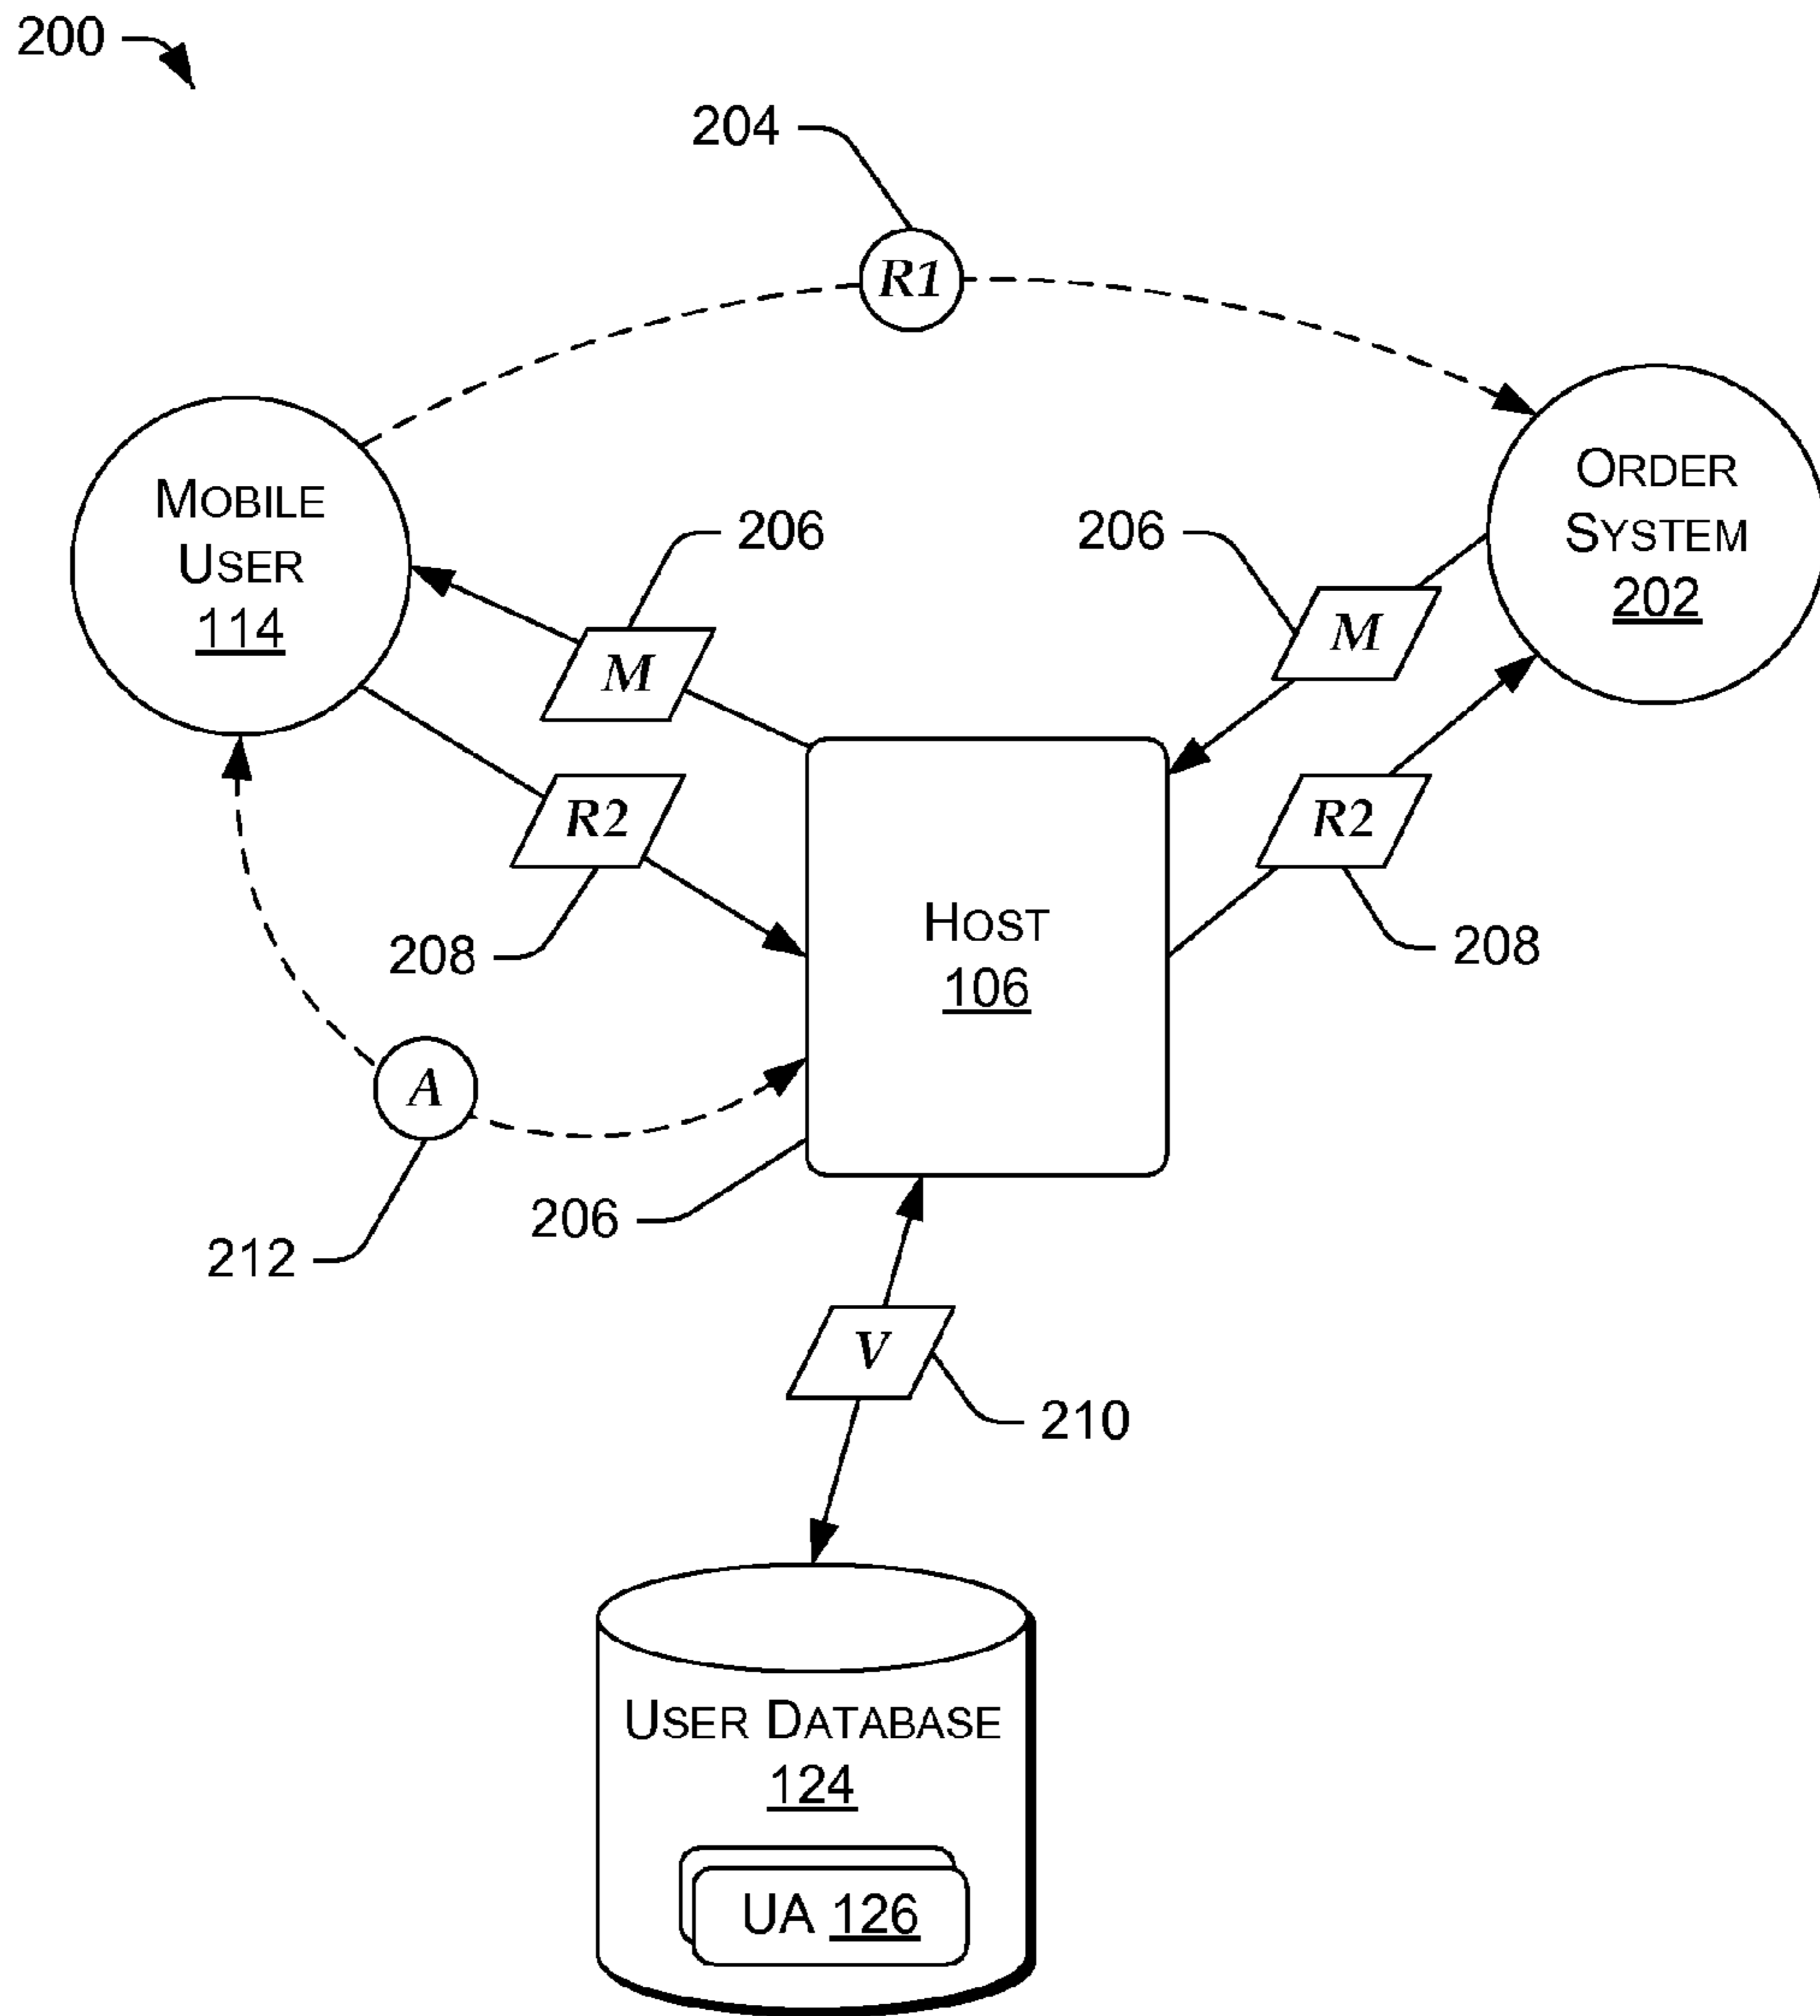 200
204
R1
MOBILE
USER
114
ORDER
SYSTEM
202
206
206
M
M
R2
R2
208
208
HOST
106
A
206
212
V
210
USER DATABASE
124
UA 126